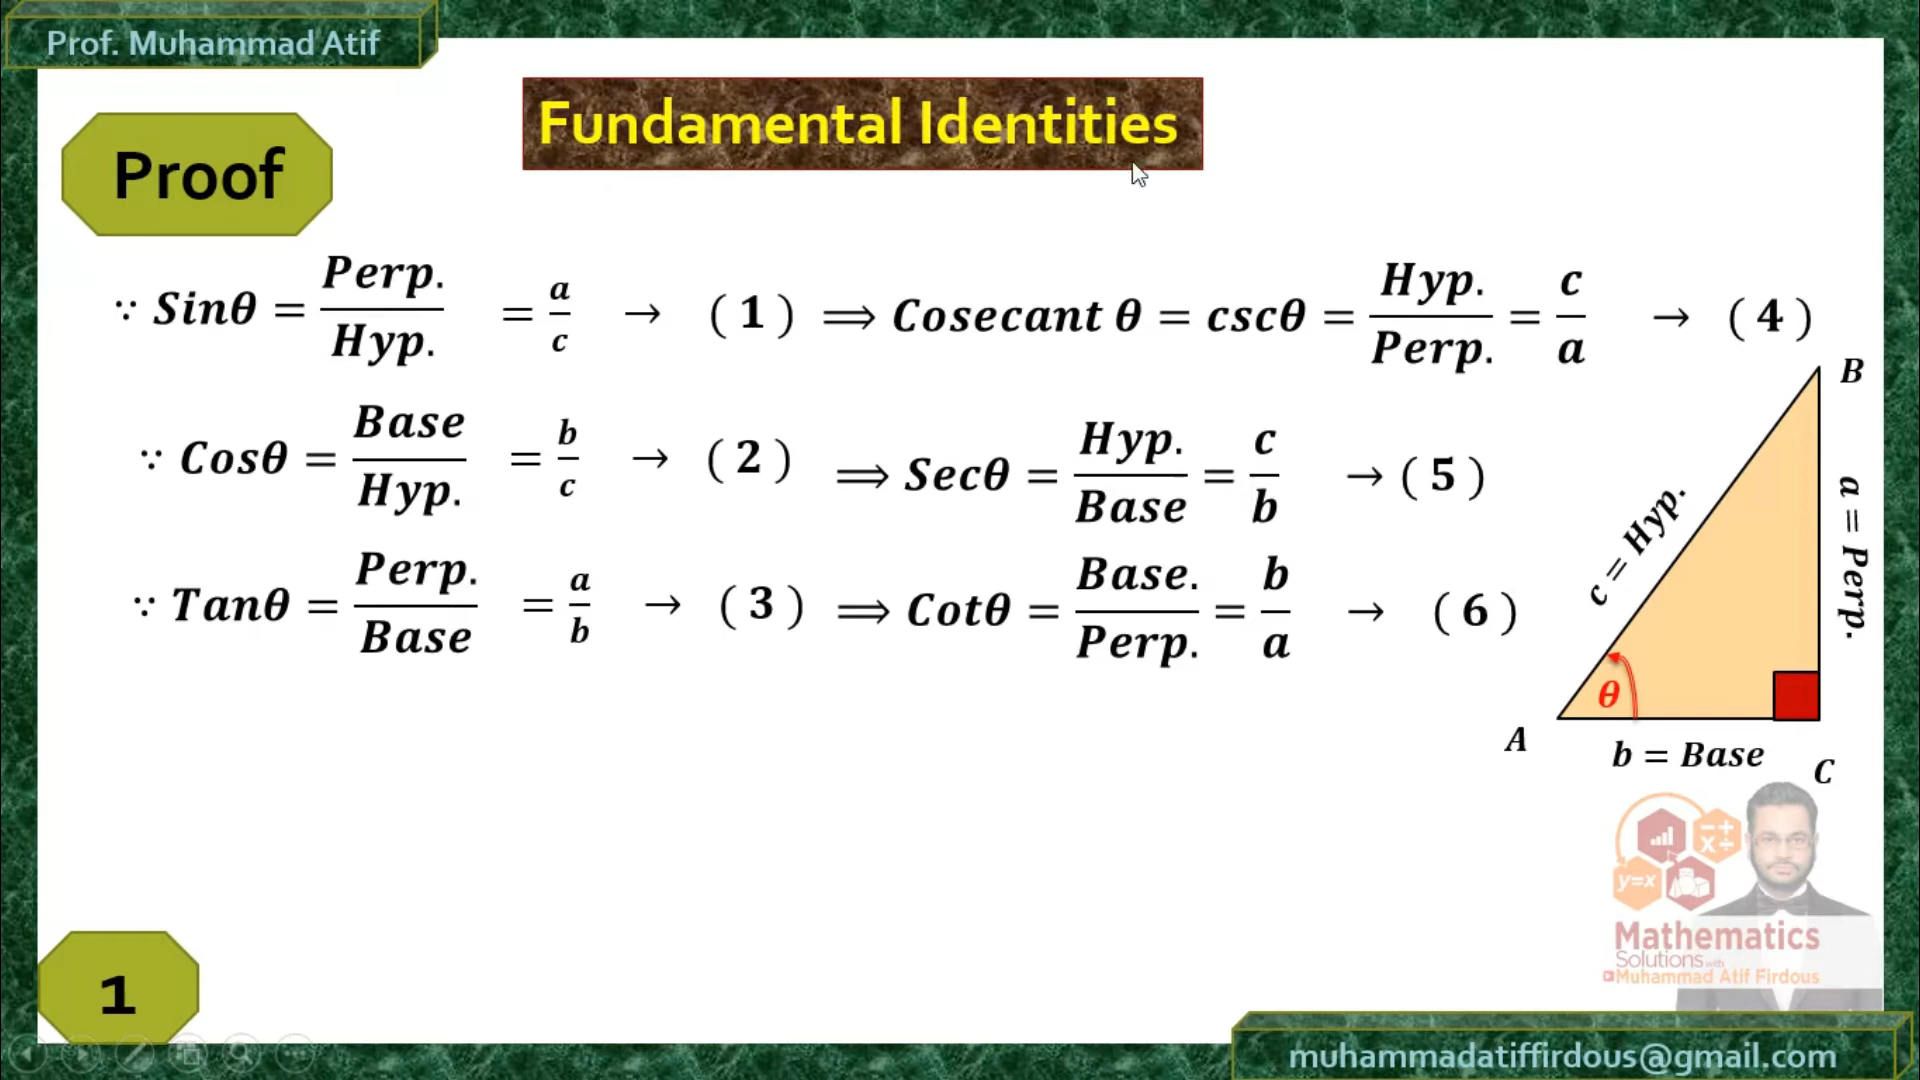 Prof. Muhammad Atif
Fundamental Identities
Proof
∵ Sinθ = Perp./Hyp. = a/c → ( 1 ) ⟹ Cosecant θ = cscθ = Hyp./Perp. = c/a → ( 4 )
∵ Cosθ = Base/Hyp. = b/c → ( 2 ) ⟹ Secθ = Hyp./Base = c/b → ( 5 )
∵ Tanθ = Perp./Base = a/b → ( 3 ) ⟹ Cotθ = Base./Perp. = b/a → ( 6 )
B
c = Hyp.
a = Perp.
θ
A
b = Base
C
− + x ÷
y=x
Mathematics
Solutions with
Muhammad Atif Firdous
1
muhammadatiffirdous@gmail.com